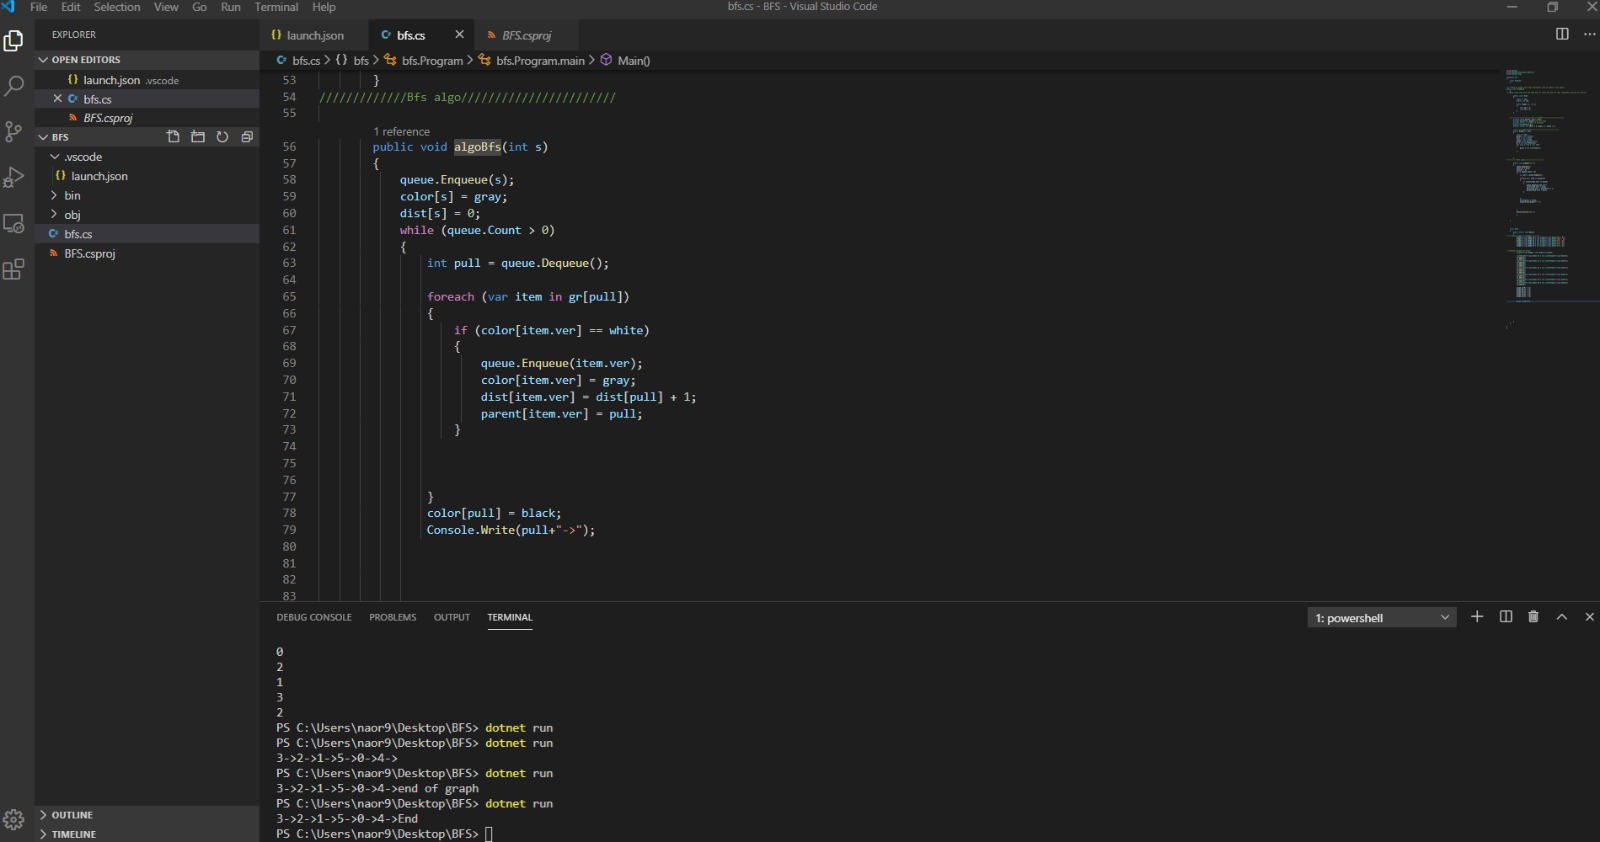 File Edit Selection View Go Run Terminal Help
bfs.cs - BFS - Visual Studio Code
EXPLORER
OPEN EDITORS
launch.json .vscode
bfs.cs
BFS.csproj
BFS
.vscode
launch.json
bin
obj
bfs.cs
BFS.csproj
OUTLINE
TIMELINE
launch.json bfs.cs BFS.csproj
bfs.cs > {} bfs > bfs.Program > bfs.Program.main > Main()
53 }
54 /////////////Bfs algo///////////////////////
55
1 reference
56 public void algoBfs(int s)
57 {
58 queue.Enqueue(s);
59 color[s] = gray;
60 dist[s] = 0;
61 while (queue.Count > 0)
62 {
63 int pull = queue.Dequeue();
64
65 foreach (var item in gr[pull])
66 {
67 if (color[item.ver] == white)
68 {
69 queue.Enqueue(item.ver);
70 color[item.ver] = gray;
71 dist[item.ver] = dist[pull] + 1;
72 parent[item.ver] = pull;
73 }
74
75
76
77 }
78 color[pull] = black;
79 Console.Write(pull+"->");
80
81
82
83
DEBUG CONSOLE PROBLEMS OUTPUT TERMINAL
1: powershell
0
2
1
3
2
PS C:\Users\naor9\Desktop\BFS> dotnet run
PS C:\Users\naor9\Desktop\BFS> dotnet run
3->2->1->5->0->4->
PS C:\Users\naor9\Desktop\BFS> dotnet run
3->2->1->5->0->4->end of graph
PS C:\Users\naor9\Desktop\BFS> dotnet run
3->2->1->5->0->4->End
PS C:\Users\naor9\Desktop\BFS>